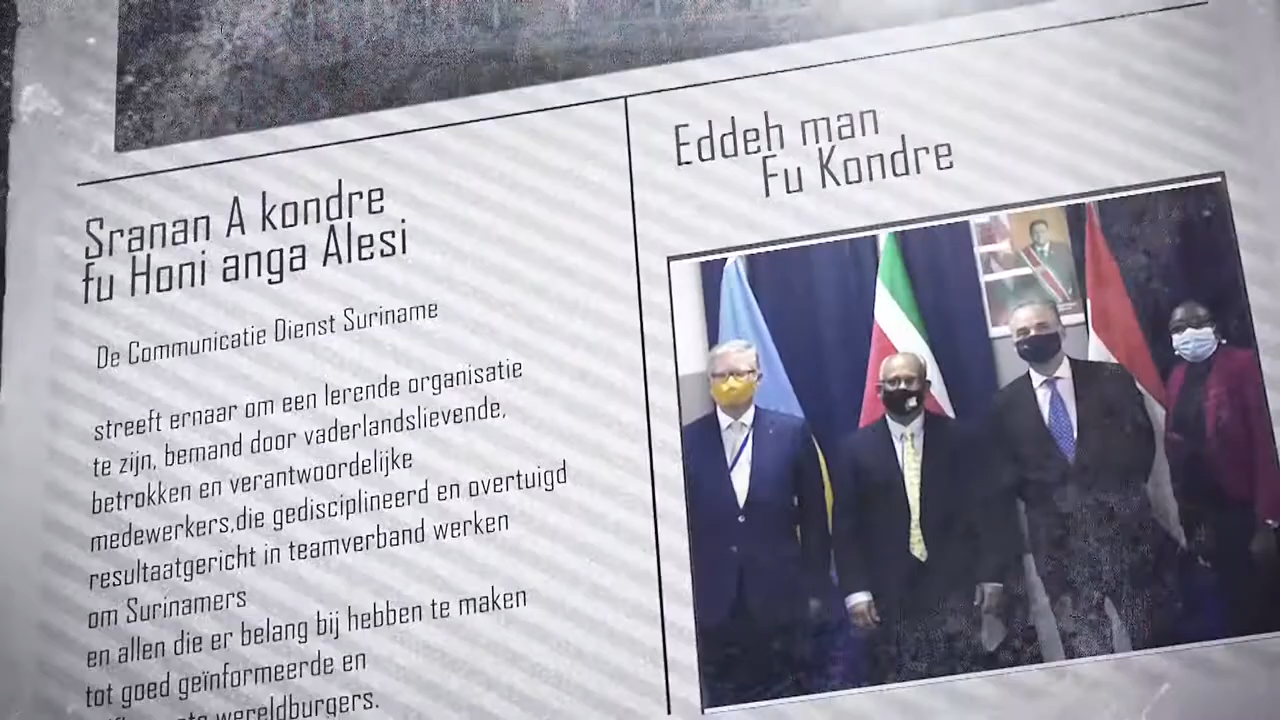 Sranan A kondre
fu Honi anga Alesi
De Communicatie Dienst Suriname
streeft ernaar om een lerende organisatie
te zijn, bemand door vaderlandslievende,
betrokken en verantwoordelijke
medewerkers,die gedisciplineerd en overtuigd
resultaatgericht in teamverband werken
om Surinamers
en allen die er belang bij hebben te maken
tot goed geïnformeerde en
wereldburgers.
Eddeh man
Fu Kondre